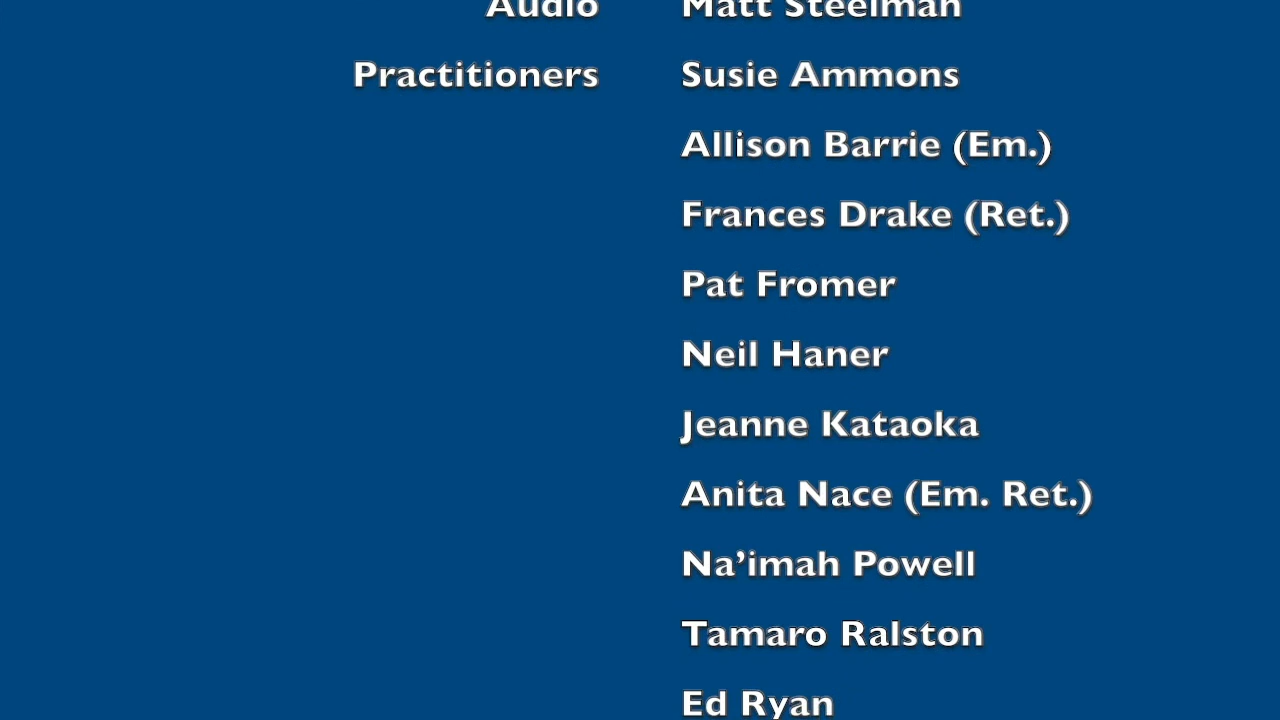 Audio Matt Steelman
Practitioners Susie Ammons
Allison Barrie (Em.)
Frances Drake (Ret.)
Pat Fromer
Neil Haner
Jeanne Kataoka
Anita Nace (Em. Ret.)
Na’imah Powell
Tamaro Ralston
Ed Ryan